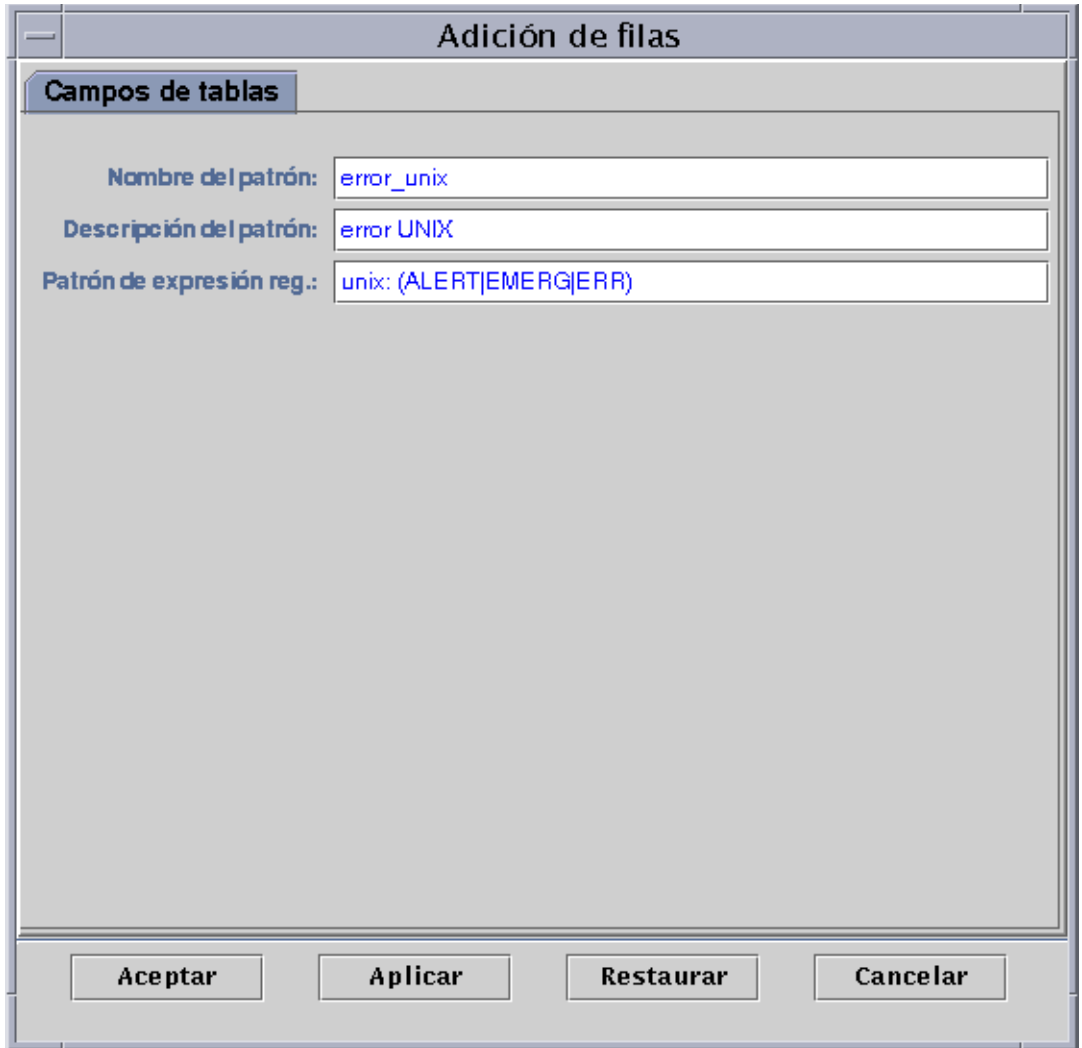 Adición de filas
Campos de tablas
Nombre del patrón: error_unix
Descripción del patrón: error UNIX
Patrón de expresión reg.: unix: (ALERT|EMERG|ERR)
Aceptar Aplicar Restaurar Cancelar